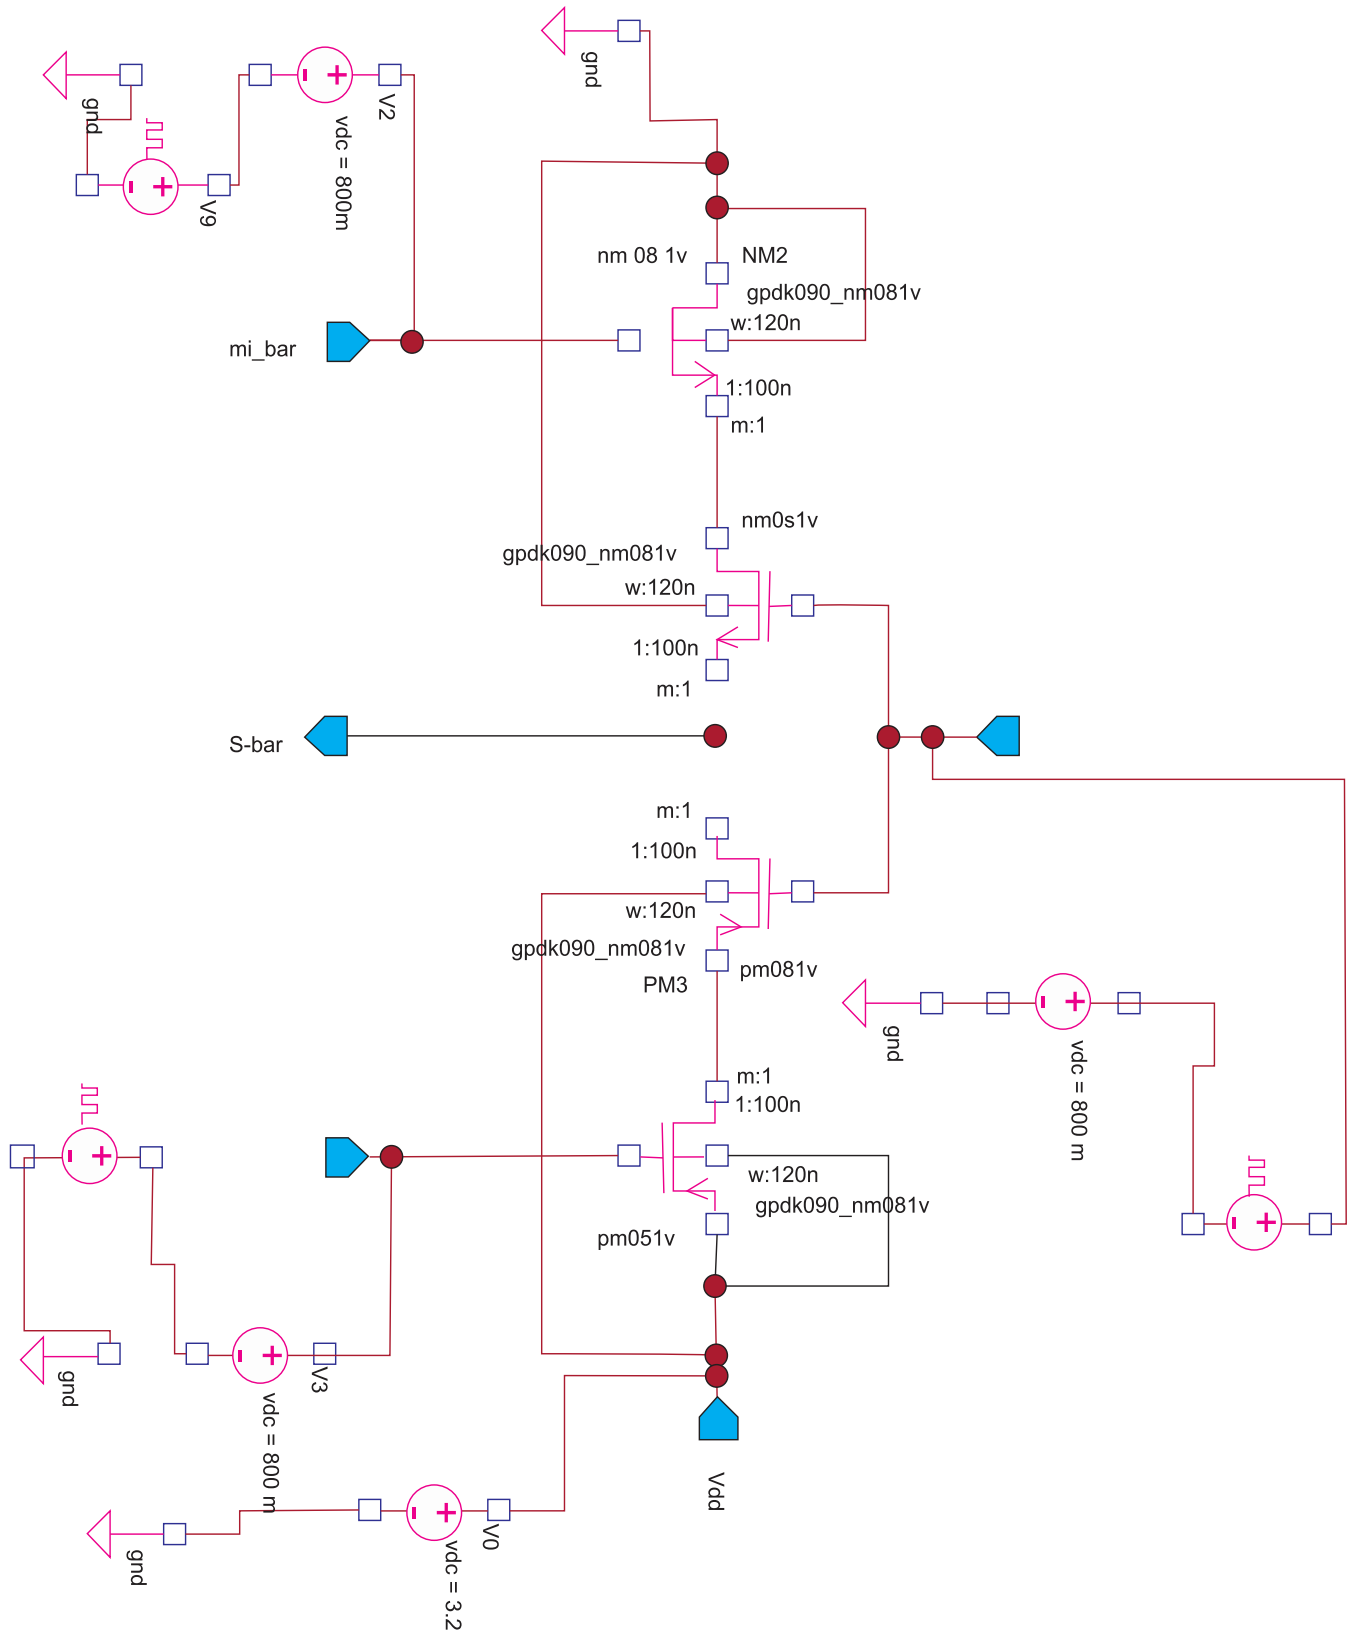 gnd
gnd
V2
vdc = 800m
V9
nm 08 1v
NM2
gpdk090_nm081v
w:120n
mi_bar
1:100n
m:1
nm0s1v
gpdk090_nm081v
w:120n
1:100n
m:1
S-bar
m:1
1:100n
w:120n
gpdk090_nm081v
pm081v
PM3
gnd
vdc = 800 m
m:1
1:100n
w:120n
gpdk090_nm081v
pm051v
gnd
V3
vdc = 800 m
Vdd
V0
vdc = 3.2
gnd